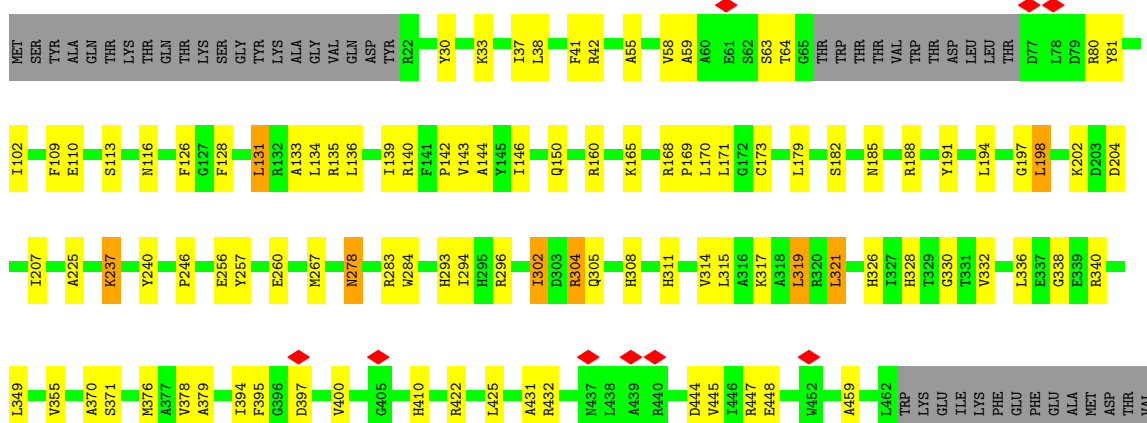 MET SER TYR ALA GLN THR LYS THR GLN THR LYS SER GLY TYR LYS ALA GLY VAL GLN ASP TYR R22 Y30 K33 I37 L38 F41 R42 A55 V58 A59 A60 E61 S62 S63 T64 G65 THR TRP THR THR VAL TRP THR ASP LEU LEU THR D77 L78 D79 R80 Y81
I102 F109 E110 S113 N116 F126 G127 F128 L131 R132 A133 L134 R135 L136 I139 R140 F141 P142 V143 A144 Y145 I146 Q150 R160 K165 R168 P169 L170 L171 G172 C173 L179 S182 N185 R188 Y191 L194 G197 L198 K202 D203 D204
I207 A225 K237 Y240 P246 E256 Y257 E260 M267 N278 R283 W284 H293 I294 H295 R296 I302 D303 R304 Q305 H308 H311 V314 L315 A316 K317 A318 L319 R320 L321 H326 I327 H328 T329 G330 T331 V332 L336 E337 G338 E339 R340
L349 V355 A370 S371 M376 A377 V378 A379 I394 F395 G396 D397 V400 G405 H410 R422 L425 A431 R432 N437 L438 A439 R440 D444 V445 I446 R447 E448 W452 A459 L462 TRP LYS GLU ILE LYS PHE GLU PHE GLU ALA MET ASP THR VAL